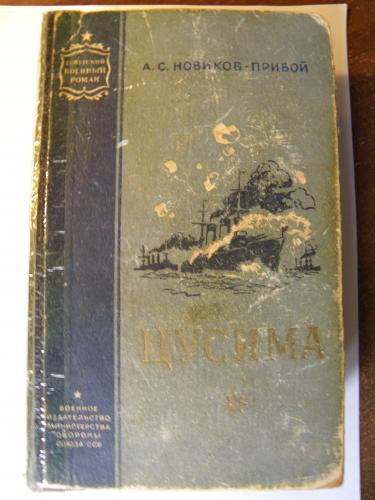 СОВЕТСКИЙ
ВОЕННЫЙ
РОМАН
А. С. НОВИКОВ-ПРИБОЙ
ЦУСИМА
ВОЕННОЕ
ИЗДАТЕЛЬСТВО
МИНИСТЕРСТВА
ОБОРОНЫ
СОЮЗА ССР